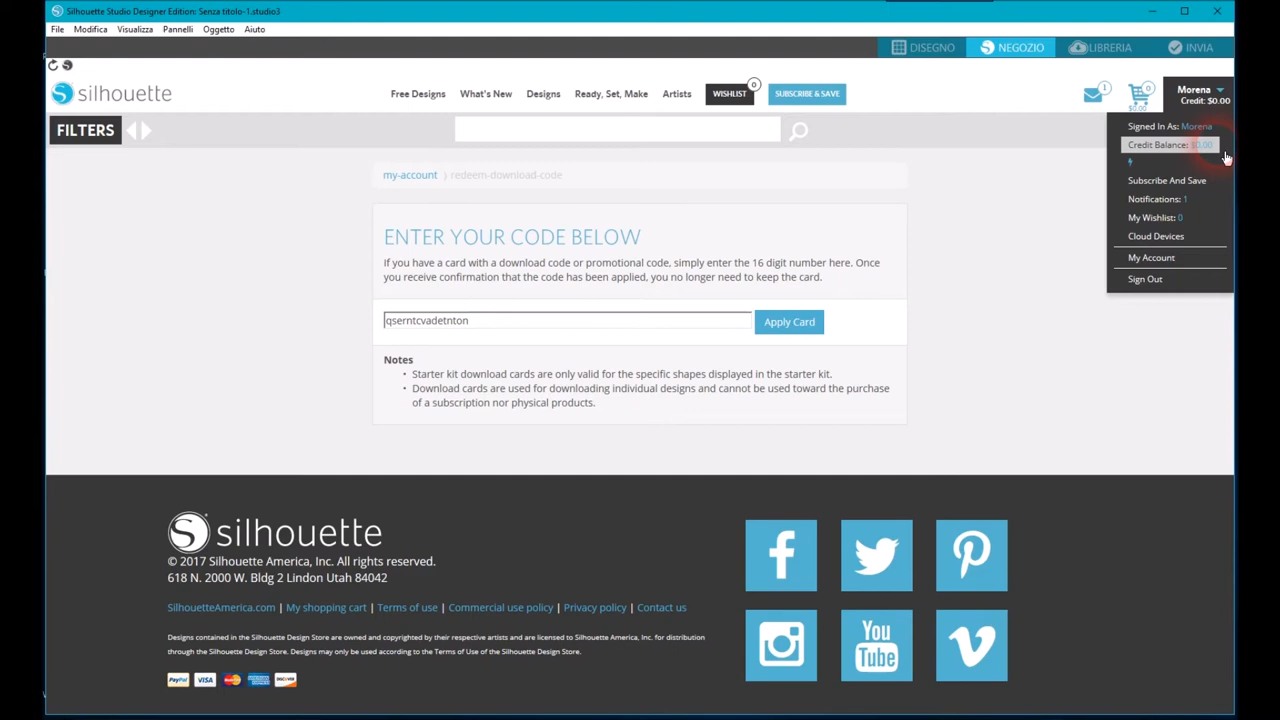 Silhouette Studio Designer Edition: Senza titolo-1.studio3
File Modifica Visualizza Pannelli Oggetto Aiuto
DISEGNO NEGOZIO LIBRERIA INVIA
silhouette Free Designs What's New Designs Ready, Set, Make Artists WISHLIST 0 SUBSCRIBE & SAVE 1 0 $0.00 Morena
Credit: $0.00
FILTERS
Signed In As: Morena
Credit Balance: $0.00
Subscribe And Save
Notifications: 1
My Wishlist: 0
Cloud Devices
My Account
Sign Out
my-account redeem-download-code
ENTER YOUR CODE BELOW
If you have a card with a download code or promotional code, simply enter the 16 digit number here. Once
you receive confirmation that the code has been applied, you no longer need to keep the card.
qserntcvadetnton Apply Card
Notes
• Starter kit download cards are only valid for the specific shapes displayed in the starter kit.
• Download cards are used for downloading individual designs and cannot be used toward the purchase
of a subscription nor physical products.
silhouette
© 2017 Silhouette America, Inc. All rights reserved.
618 N. 2000 W. Bldg 2 Lindon Utah 84042
SilhouetteAmerica.com | My shopping cart | Terms of use | Commercial use policy | Privacy policy | Contact us
Designs contained in the Silhouette Design Store are owned and copyrighted by their respective artists and are licensed to Silhouette America, Inc. for distribution
through the Silhouette Design Store. Designs may only be used according to the Terms of Use of the Silhouette Design Store.
PayPal VISA MasterCard DISCOVER
You
Tube